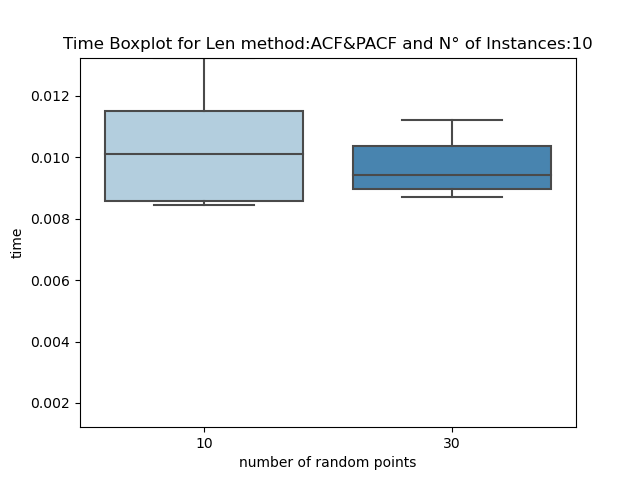 Time Boxplot for Len method:ACF&PACF and N° of Instances:10
0.012
0.010
0.008
0.006
0.004
0.002
time
10
30
number of random points